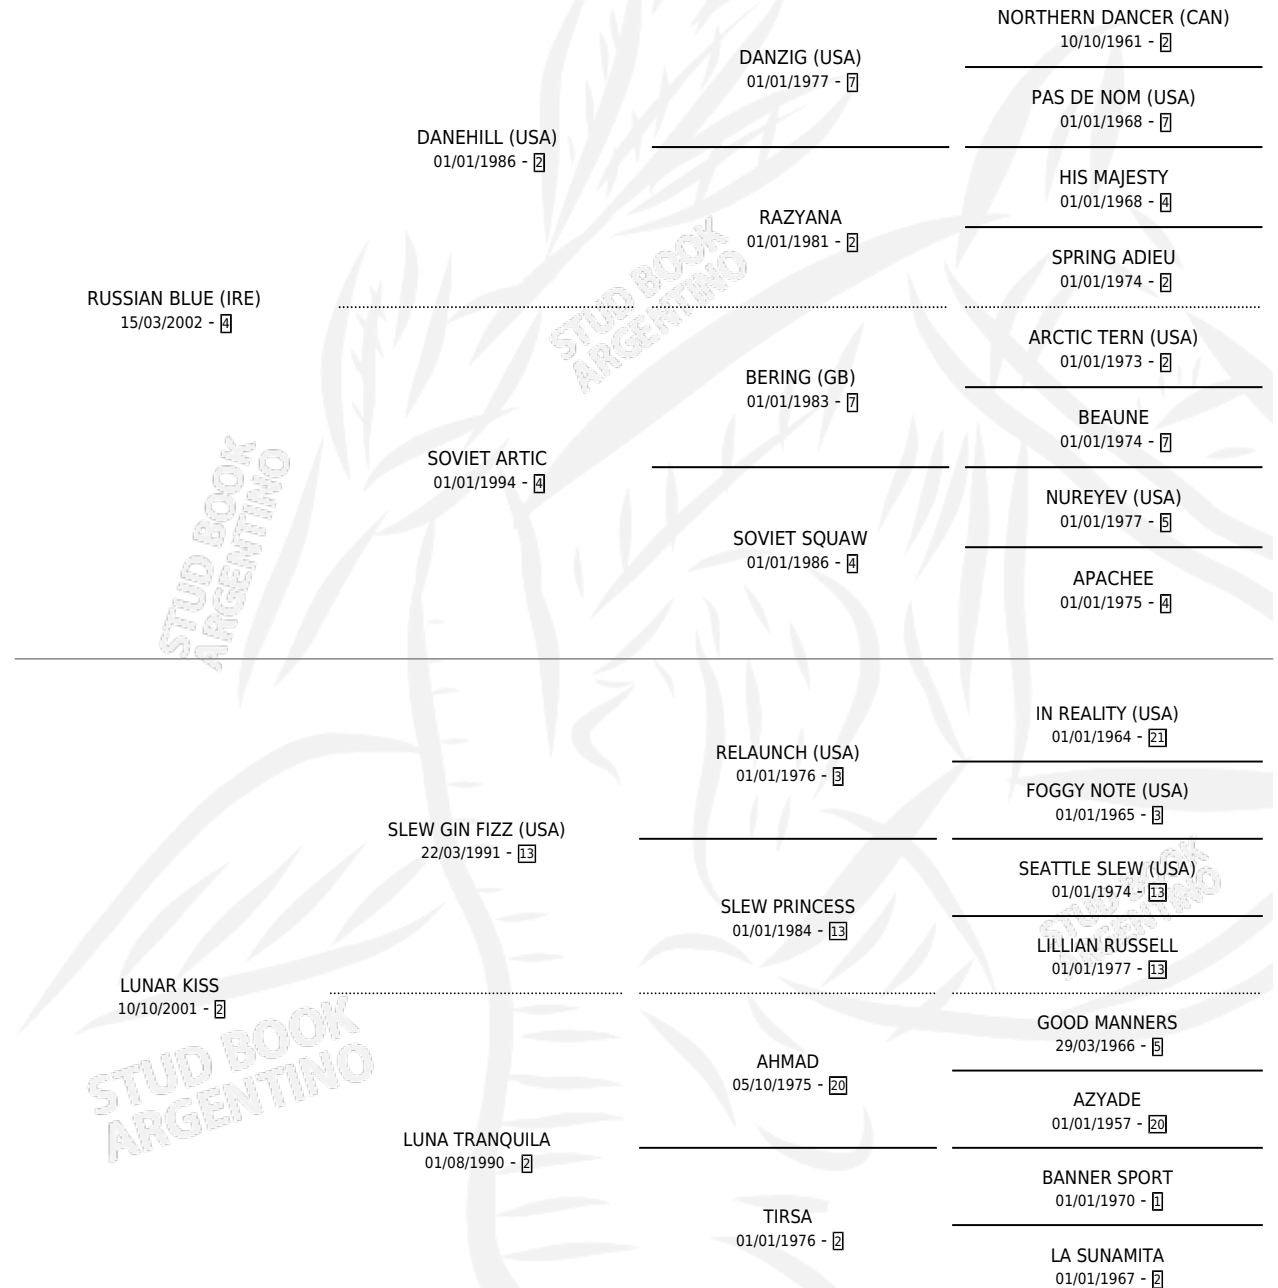 NORTHERN DANCER (CAN)
10/10/1961 - 2
DANZIG (USA)
01/01/1977 - 7
PAS DE NOM (USA)
01/01/1968 - 7
DANEHILL (USA)
01/01/1986 - 2
HIS MAJESTY
01/01/1968 - 4
RAZYANA
01/01/1981 - 2
SPRING ADIEU
01/01/1974 - 2
RUSSIAN BLUE (IRE)
15/03/2002 - 4
STUD BOOK
ARGENTINO
ARCTIC TERN (USA)
01/01/1973 - 2
BERING (GB)
01/01/1983 - 7
BEAUNE
01/01/1974 - 7
SOVIET ARTIC
01/01/1994 - 4
NUREYEV (USA)
01/01/1977 - 5
SOVIET SQUAW
01/01/1986 - 4
APACHEE
01/01/1975 - 4
STUD BOOK
ARGENTINO
IN REALITY (USA)
01/01/1964 - 21
RELAUNCH (USA)
01/01/1976 - 3
FOGGY NOTE (USA)
01/01/1965 - 3
SLEW GIN FIZZ (USA)
22/03/1991 - 13
SEATTLE SLEW (USA)
01/01/1974 - 13
STUD BOOK
ARGENTINO
SLEW PRINCESS
01/01/1984 - 13
LILLIAN RUSSELL
01/01/1977 - 13
LUNAR KISS
10/10/2001 - 2
STUD BOOK
ARGENTINO
GOOD MANNERS
29/03/1966 - 5
AHMAD
05/10/1975 - 20
AZYADE
01/01/1957 - 20
LUNA TRANQUILA
01/08/1990 - 2
BANNER SPORT
01/01/1970 - 1
TIRSA
01/01/1976 - 2
LA SUNAMITA
01/01/1967 - 2